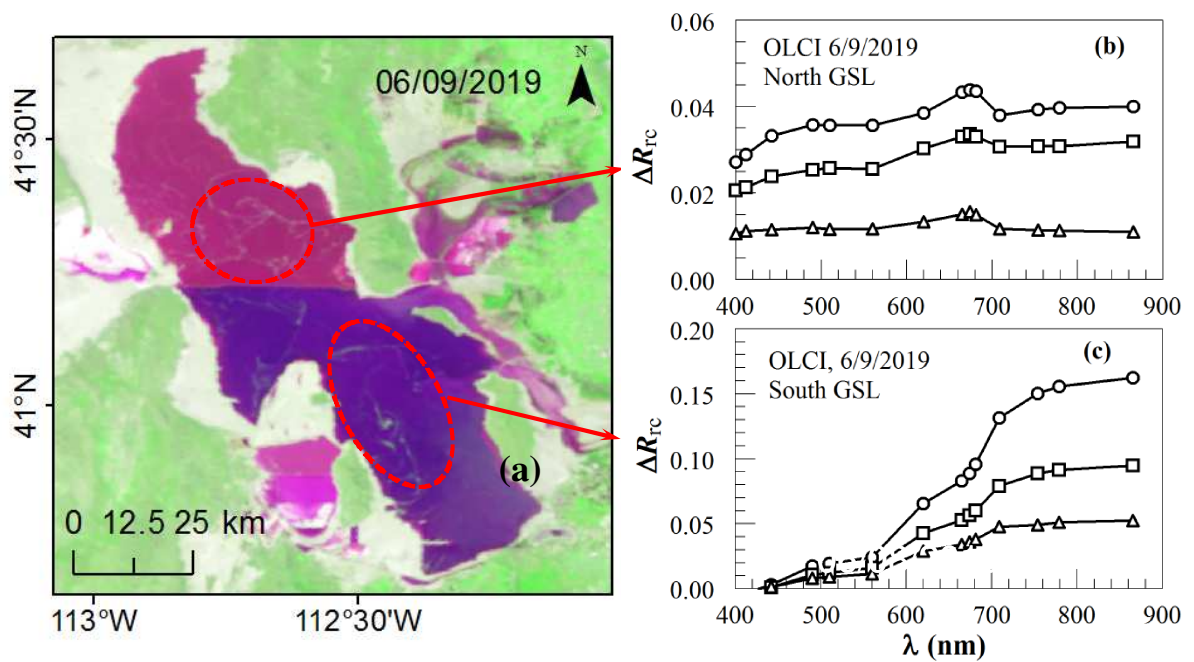 N
06/09/2019
41°30'N
41°N
(a)
0 12.5 25 km
113°W
112°30'W
0.06
0.04
0.02
0.00
ΔRrc
OLCI 6/9/2019
(b)
North GSL
400 500 600 700 800 900
0.20
0.15
0.10
0.05
0.00
ΔRrc
OLCI, 6/9/2019
(c)
South GSL
400 500 600 700 800 900
λ (nm)